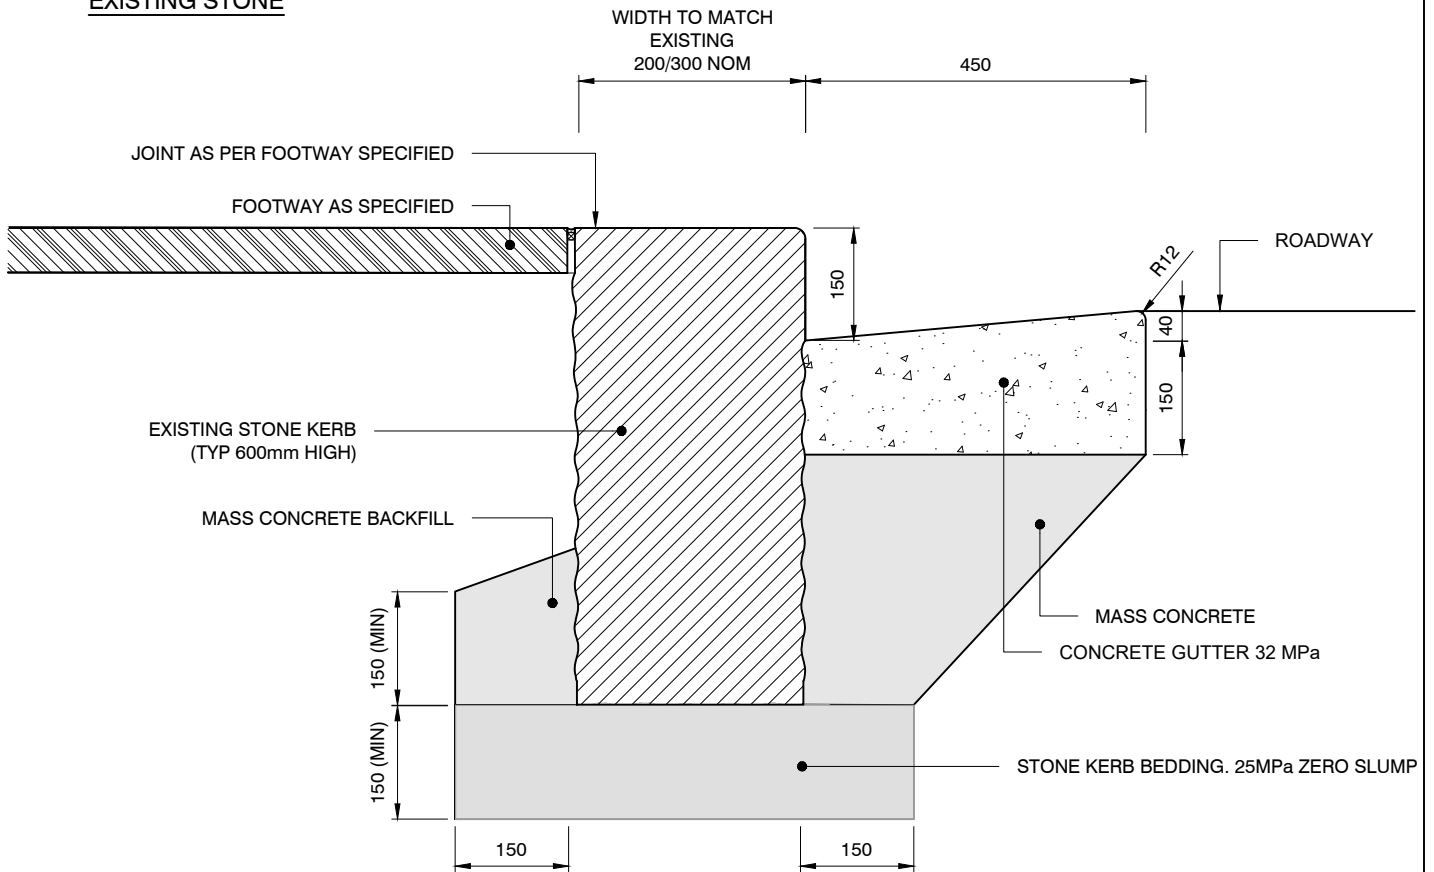 EXISTING STONE
WIDTH TO MATCH
EXISTING
200/300 NOM
450
JOINT AS PER FOOTWAY SPECIFIED
FOOTWAY AS SPECIFIED
150
R12
ROADWAY
40
150
EXISTING STONE KERB
(TYP 600mm HIGH)
MASS CONCRETE BACKFILL
150 (MIN)
MASS CONCRETE
CONCRETE GUTTER 32 MPa
150 (MIN)
STONE KERB BEDDING. 25MPa ZERO SLUMP
150
150